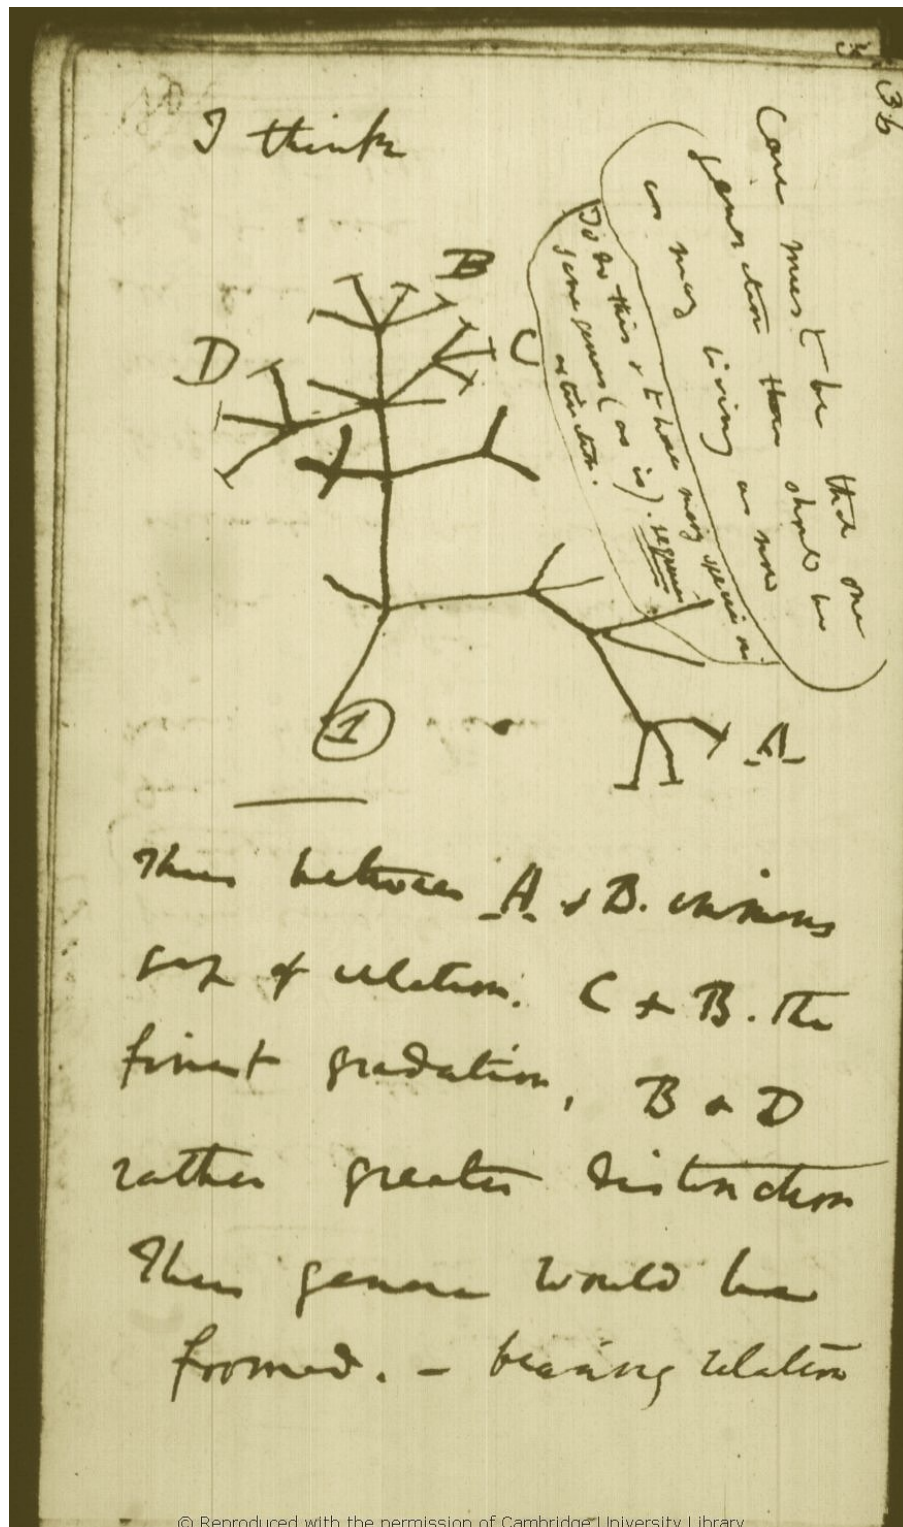 36
I think
Case must be that one
generation then should be
as many living as now
To do this & to have many species in
same genus (as is). requires
extinction.
B
D
C
1
A
Thus between A & B. immens
gap of relation. C & B. The
finest gradation, B & D
rather greater distinction
Thus genera would be
formed. — bearing relation
© Reproduced with the permission of Cambridge University Library